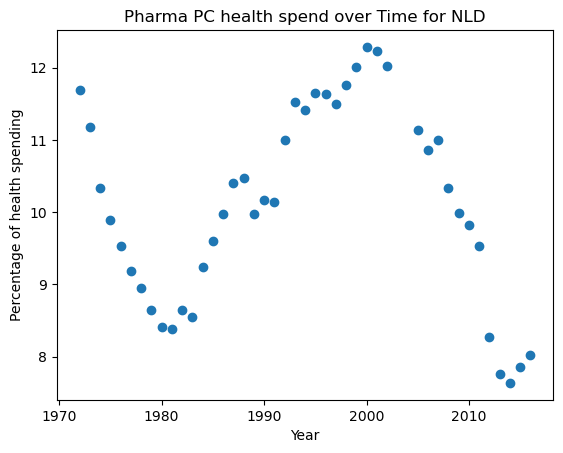 Pharma PC health spend over Time for NLD
Percentage of health spending
12
11
10
9
8
1970 1980 1990 2000 2010
Year